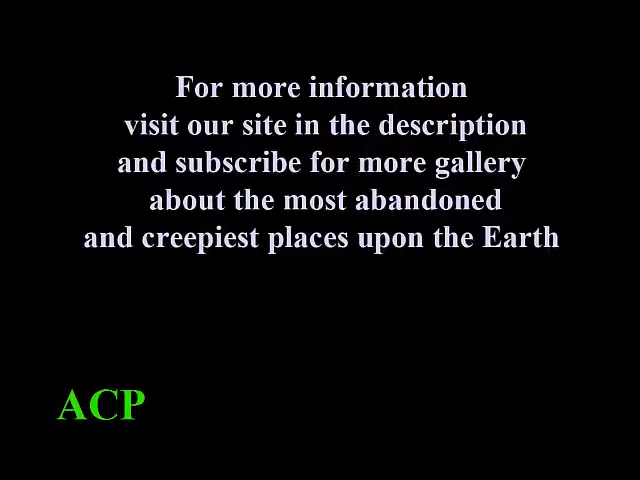 For more information
visit our site in the description
and subscribe for more gallery
about the most abandoned
and creepiest places upon the Earth
ACP